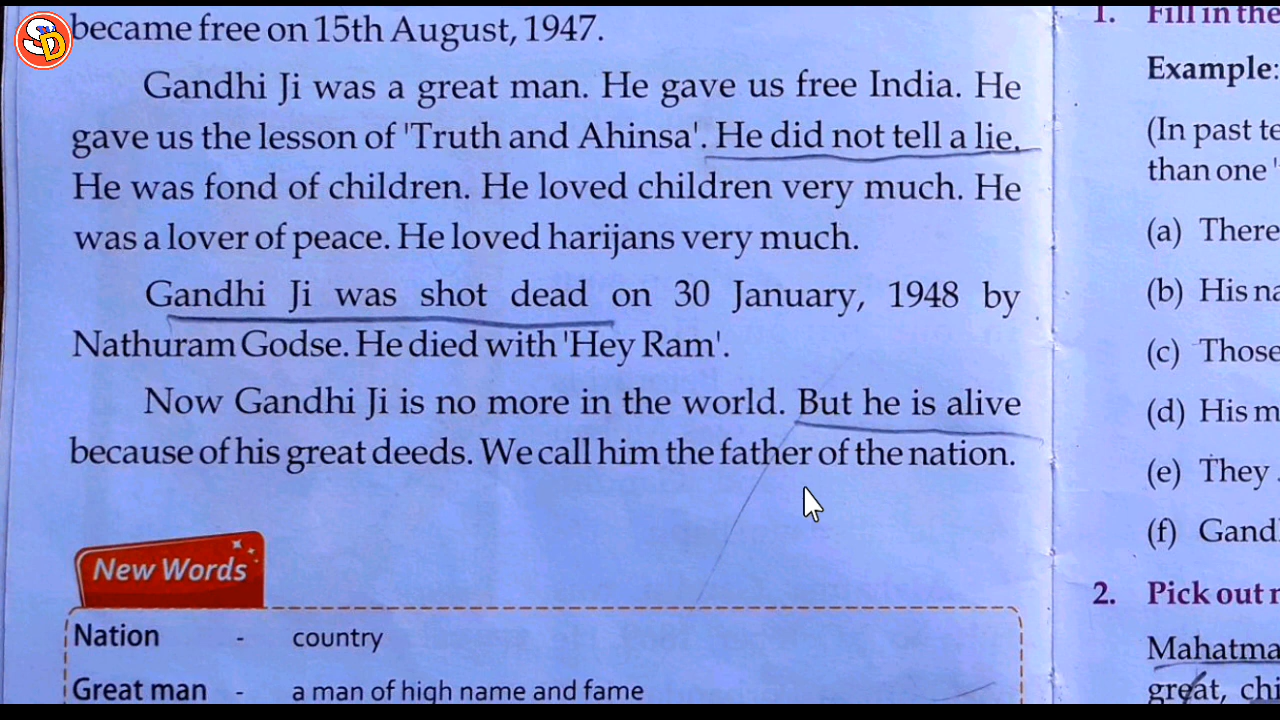 SD
became free on 15th August, 1947.
Gandhi Ji was a great man. He gave us free India. He
gave us the lesson of 'Truth and Ahinsa'. He did not tell a lie.
He was fond of children. He loved children very much. He
was a lover of peace. He loved harijans very much.
Gandhi Ji was shot dead on 30 January, 1948 by
Nathuram Godse. He died with 'Hey Ram'.
Now Gandhi Ji is no more in the world. But he is alive
because of his great deeds. We call him the father of the nation.
New Words
Nation - country
Great man - a man of high name and fame
1. Fill in the
Example:
(In past te
than one '
(a) There
(b) His na
(c) Those
(d) His m
(e) They
(f) Gand
2. Pick out
Mahatma
great, chi